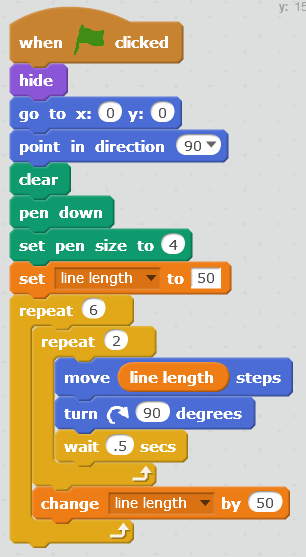 y: 15
when clicked
hide
go to x: 0 y: 0
point in direction 90
clear
pen down
set pen size to 4
set line length to 50
repeat 6
repeat 2
move line length steps
turn 90 degrees
wait .5 secs
change line length by 50